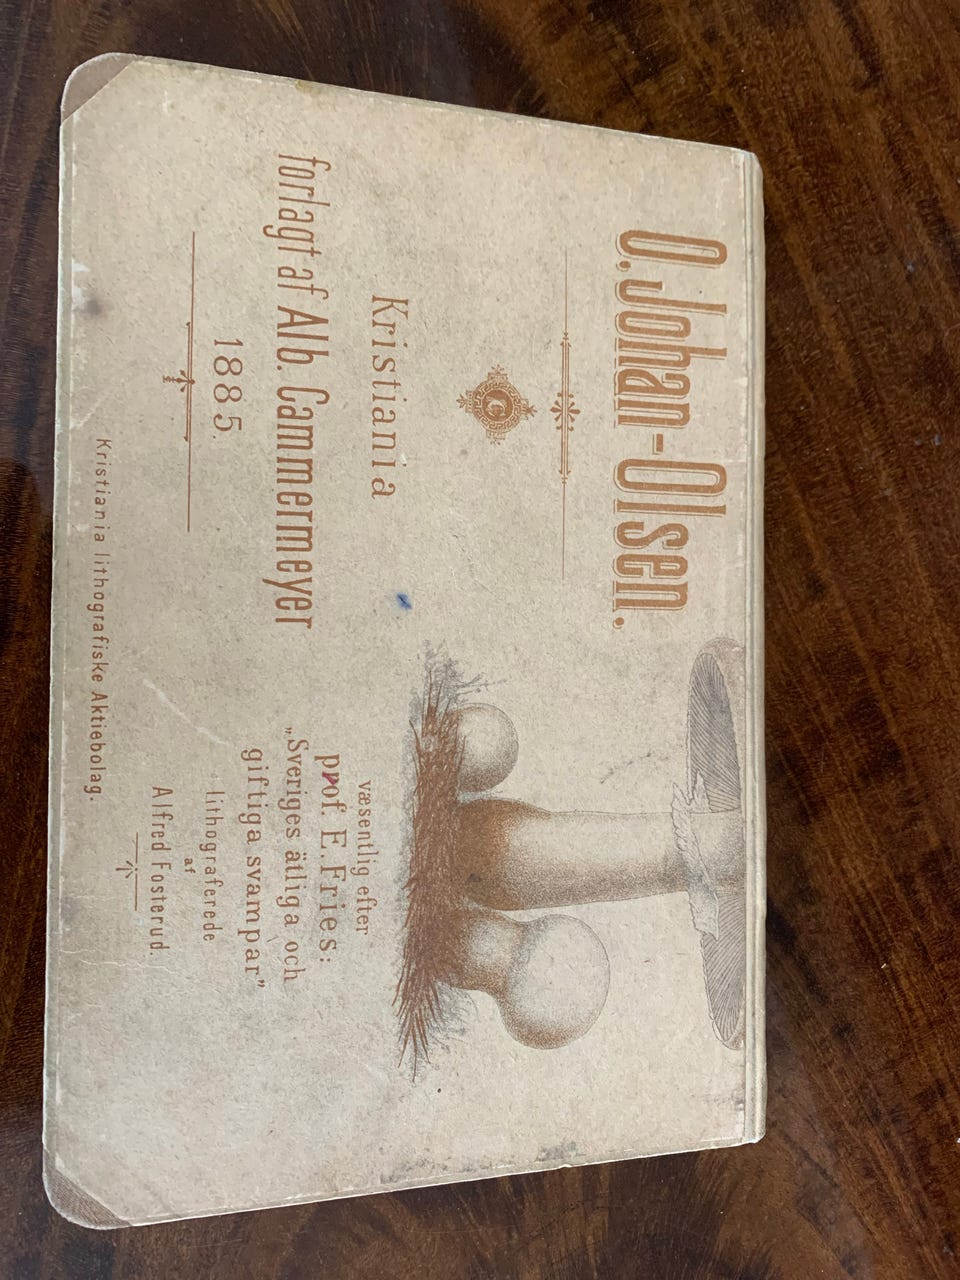 O. Johan-Olsen.
C
Kristiania
forlagt af Alb. Cammermeyer
1885.
væsentlig efter
prof. E. Fries:
„Sveriges ätliga och
giftiga svampar”
lithograferede
af
Alfred Fosterud.
Kristiania lithografiske Aktiebolag.